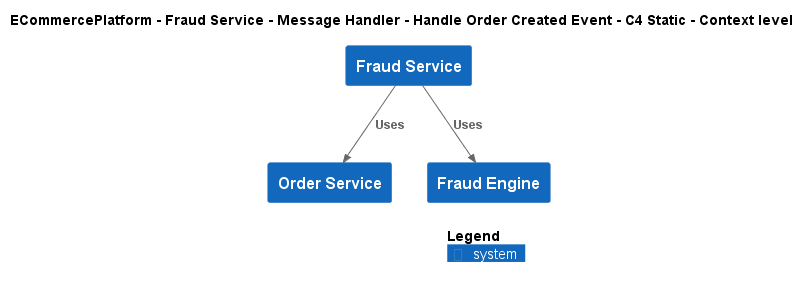 ECommercePlatform - Fraud Service - Message Handler - Handle Order Created Event - C4 Static - Context level
Fraud Service
Uses
Uses
Order Service
Fraud Engine
Legend
system